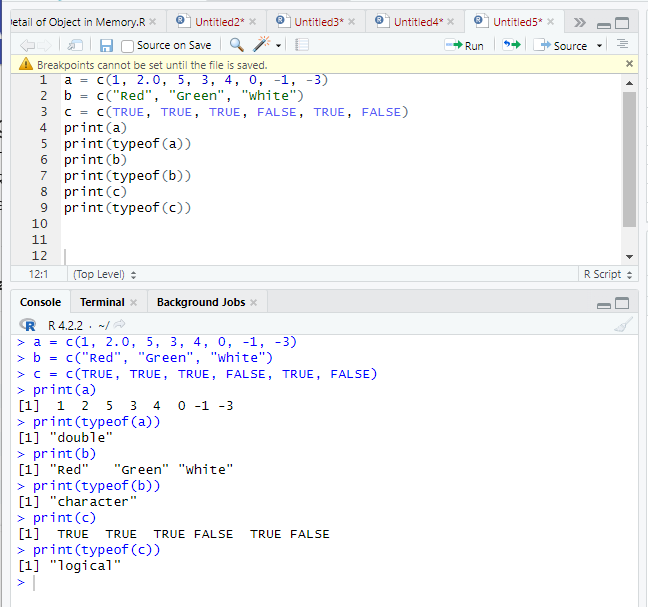 etail of Object in Memory.R × Untitled2* × Untitled3* × Untitled4* × Untitled5* ×
Source on Save Run Source
Breakpoints cannot be set until the file is saved.
1 a = c(1, 2.0, 5, 3, 4, 0, -1, -3)
2 b = c("Red", "Green", "White")
3 c = c(TRUE, TRUE, TRUE, FALSE, TRUE, FALSE)
4 print(a)
5 print(typeof(a))
6 print(b)
7 print(typeof(b))
8 print(c)
9 print(typeof(c))
10
11
12
12:1 (Top Level) R Script
Console Terminal × Background Jobs ×
R 4.2.2 · ~/
> a = c(1, 2.0, 5, 3, 4, 0, -1, -3)
> b = c("Red", "Green", "White")
> c = c(TRUE, TRUE, TRUE, FALSE, TRUE, FALSE)
> print(a)
[1]  1  2  5  3  4  0 -1 -3
> print(typeof(a))
[1] "double"
> print(b)
[1] "Red"   "Green" "White"
> print(typeof(b))
[1] "character"
> print(c)
[1]  TRUE  TRUE  TRUE FALSE  TRUE FALSE
> print(typeof(c))
[1] "logical"
>